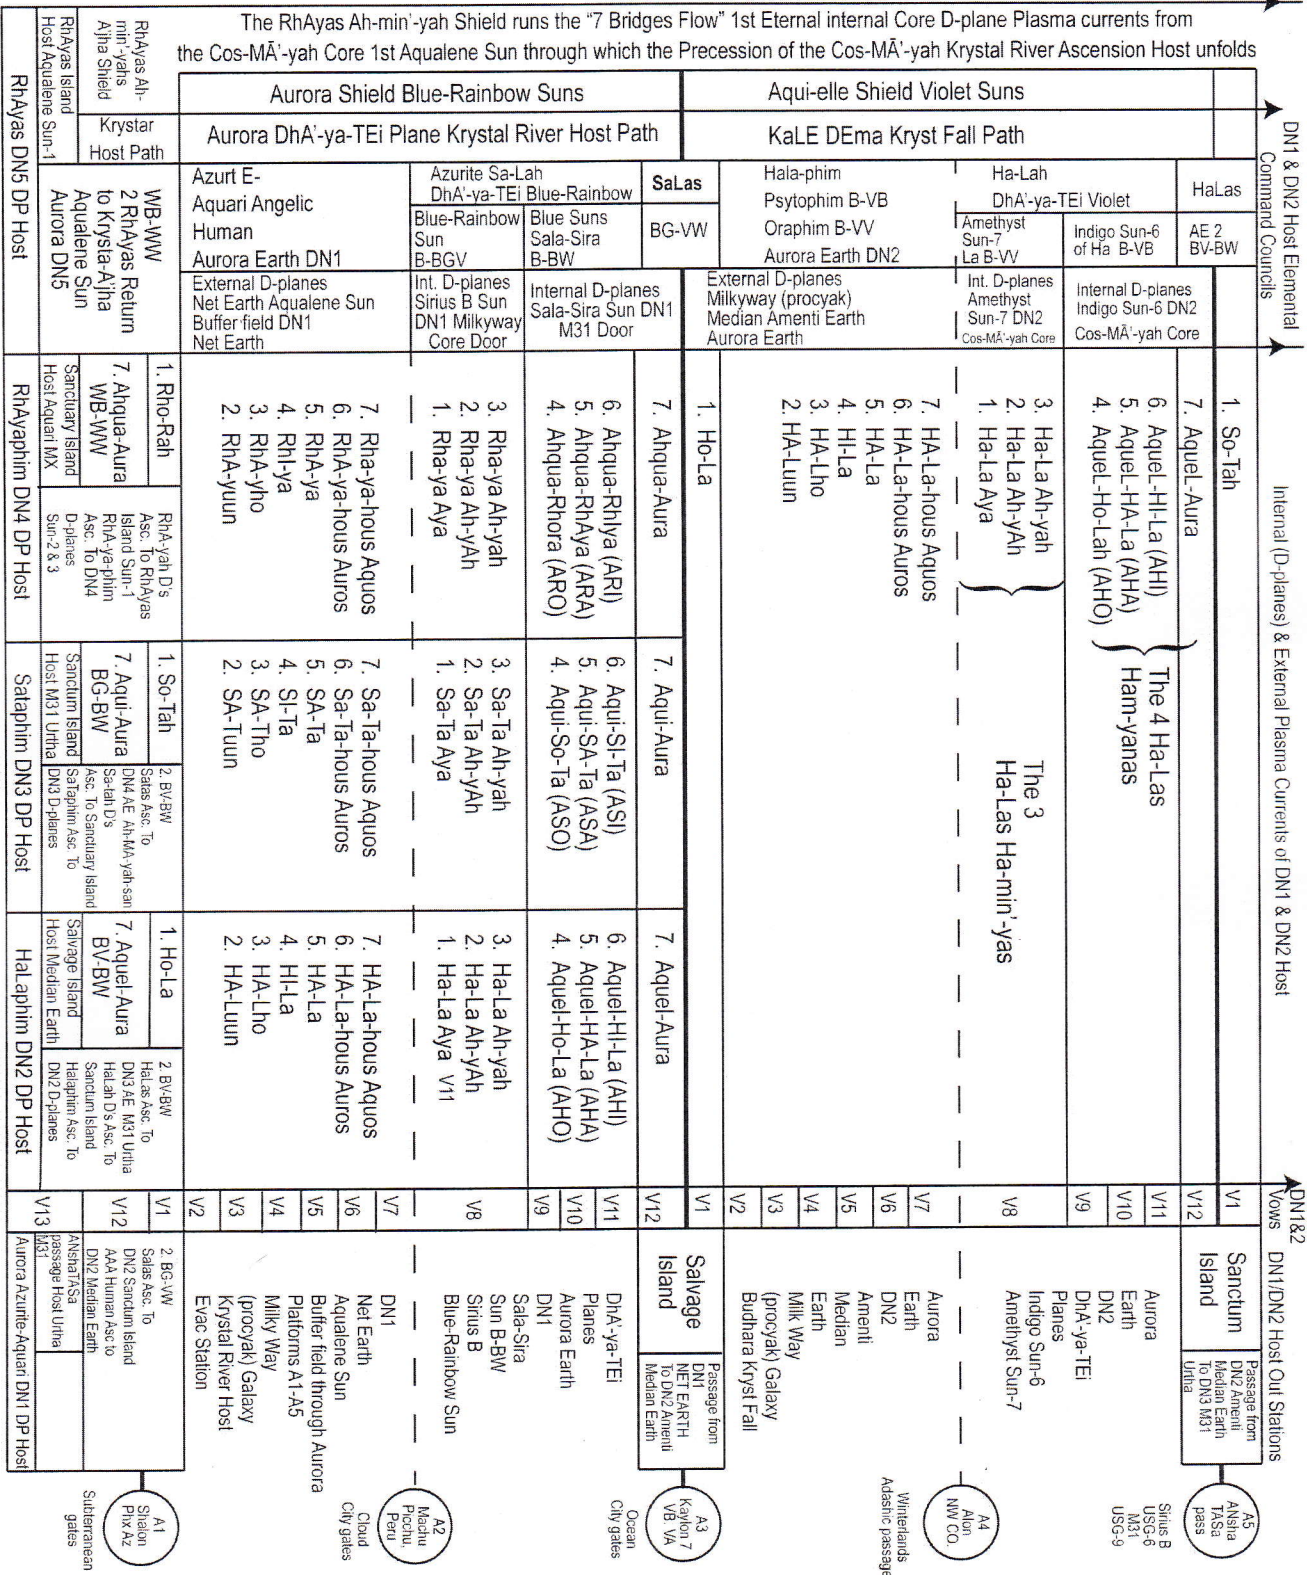 The RhAyas Ah-min'-yah Shield runs the "7 Bridges Flow" 1st Eternal internal Core D-plane Plasma currents from
the Cos-MĀ'-yah Core 1st Aqualene Sun through which the Precession of the Cos-MĀ'-yah Krystal River Ascension Host unfolds
RhAyas Ah-
min'-yahs
A'jha Shield
RhAyas Island
Host Aqualene Sun-1
RhAyas DN5 DP Host
Aurora Shield Blue-Rainbow Suns
Aqui-elle Shield Violet Suns
Krystar
Host Path
Aurora DhA'-ya-TEi Plane Krystal River Host Path
KaLE DEma Kryst Fall Path
DN1 & DN2 Host Elemental
Command Councils
WB-WW
2 RhAyas Return
to Krysta-A'jha
Aqualene Sun
Aurora DN5
Azurt E-
Aquari Angelic
Human
Aurora Earth DN1
Azurite Sa-Lah
DhA'-ya-TEi Blue-Rainbow
Blue-Rainbow
Sun
B-BGV
Blue Suns
Sala-Sira
B-BW
SaLas
BG-VW
Hala-phim
Psytophim B-VB
Oraphim B-VV
Aurora Earth DN2
Ha-Lah
DhA'-ya-TEi Violet
Amethyst
Sun-7
La B-VV
Indigo Sun-6
of Ha B-VB
HaLas
AE 2
BV-BW
External D-planes
Net Earth Aqualene Sun
Buffer field DN1
Net Earth
Int. D-planes
Sirius B Sun
DN1 Milkyway
Core Door
Internal D-planes
Sala-Sira Sun DN1
M31 Door
External D-planes
Milkyway (procyak)
Median Amenti Earth
Aurora Earth
Int. D-planes
Amethyst
Sun-7 DN2
Cos-MĀ'-yah Core
Internal D-planes
Indigo Sun-6 DN2
Cos-MĀ'-yah Core
Internal (D-planes) & External Plasma Currents of DN1 & DN2 Host
1. So-Tah
7. AqueL-Aura
6. AqueL-HI-La (AHI)
5. AqueL-HA-La (AHA)
4. AqueL-Ho-Lah (AHO)
The 4 Ha-Las
Ham-yanas
3. Ha-La Ah-yah
2. Ha-La Ah-yAh
1. Ha-La Aya
The 3
Ha-Las Ha-min'-yas
7. HA-La-hous Aquos
6. HA-La-hous Auros
5. HA-La
4. HI-La
3. HA-Lho
2. HA-Luun
1. Ho-La
7. Ahqua-Aura
6. Ahqua-RhIya (ARI)
5. Ahqua-RhAya (ARA)
4. Ahqua-Rhora (ARO)
3. Rha-ya Ah-yah
2. Rha-ya Ah-yAh
1. Rha-ya Aya
7. Rha-ya-hous Aquos
6. RhA-ya-hous Auros
5. RhA-ya
4. RhI-ya
3. RhA-yho
2. RhA-yuun
1. Rho-Rah
7. Ahqua-Aura
WB-WW
Sanctuary Island
Host Aquari MX
RhA-yah D's
Asc. To RhAyas
Island Sun-1
RhA-ya-phim
Asc. To DN4
D-planes
Sun-2 & 3
RhAyaphim DN4 DP Host
7. Aqui-Aura
6. Aqui-SI-Ta (ASI)
5. Aqui-SA-Ta (ASA)
4. Aqui-So-Ta (ASO)
3. Sa-Ta Ah-yah
2. Sa-Ta Ah-yAh
1. Sa-Ta Aya
7. Sa-Ta-hous Aquos
6. Sa-Ta-hous Auros
5. SA-Ta
4. SI-Ta
3. SA-Tho
2. SA-Tuun
1. So-Tah
7. Aqui-Aura
BG-BW
Sanctum Island
Host M31 Urtha
2. BV-BW
Satas Asc. To
DN4 AE Ah-MA-yah-san
Sa-tah D's
Asc. To Sanctuary Island
SaTaphim Asc. To
DN3 D-planes
Sataphim DN3 DP Host
7. Aquel-Aura
6. Aquel-HI-La (AHI)
5. Aquel-HA-La (AHA)
4. Aquel-Ho-La (AHO)
3. Ha-La Ah-yah
2. Ha-La Ah-yAh
1. Ha-La Aya V11
7. HA-La-hous Aquos
6. HA-La-hous Auros
5. HA-La
4. HI-La
3. HA-Lho
2. HA-Luun
1. Ho-La
7. Aquel-Aura
BV-BW
Salvage Island
Host Median Earth
2. BV-BW
HaLas Asc. To
DN3 AE M31 Urtha
HaLah D's Asc. To
Sanctum Island
Halaphim Asc. To
DN2 D-planes
HaLaphim DN2 DP Host
DN1&2
Vows
V1
V12
V11
V10
V9
V8
V7
V6
V5
V4
V3
V2
V1
V12
V11
V10
V9
V8
V7
V6
V5
V4
V3
V2
V1
V12
V13
DN1/DN2 Host Out Stations
Sanctum
Island
Passage from
DN2 Amenti
Median Earth
To DN3 M31
Urtha
Aurora
Earth
DN2
DhA'-ya-TEi
Planes
Indigo Sun-6
Amethyst Sun-7
Aurora
Earth
DN2
Amenti
Median
Earth
Milk Way
(procyak) Galaxy
Budhara Kryst Fall
Salvage
Island
Passage from
DN1
NET EARTH
To DN2 Amenti
Median Earth
DhA'-ya-TEi
Planes
Aurora Earth
DN1
Sala-Sira
Sun B-BW
Sirius B
Blue-Rainbow Sun
DN1
Net Earth
Aqualene Sun
Buffer field through Aurora
Platforms A1-A5
Milky Way
(procyak) Galaxy
Krystal River Host
Evac Station
2. BG-VW
Salas Asc. To
DN2 Sanctum Island
AAA Human Asc to
DN2 Median Earth
ANshaTASa
passage Host Urtha
M31
Aurora Azurite-Aquari DN1 DP Host
A5
ANsha
TASa
pass
Sirius B
USG-6
M31
USG-9
A4
Alon
NW CO.
Winterlands
Adashic passage
A3
Kaylon 7
VB, VA
Ocean
City gates
A2
Machu
Picchu,
Peru
Cloud
City gates
A1
Shalon
Phx Az
Subterranean
gates